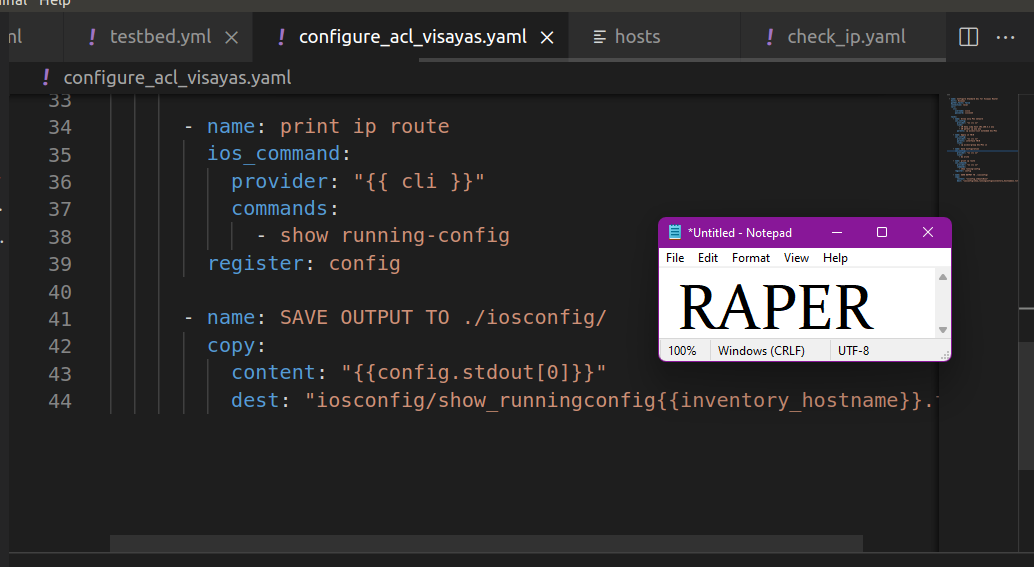 minal Help
ml
! testbed.yml ×
! configure_acl_visayas.yaml ×
hosts
! check_ip.yaml
! configure_acl_visayas.yaml
33
34 - name: print ip route
35 ios_command:
36 provider: "{{ cli }}"
37 commands:
38 - show running-config
39 register: config
40
41 - name: SAVE OUTPUT TO ./iosconfig/
42 copy:
43 content: "{{config.stdout[0]}}"
44 dest: "iosconfig/show_runningconfig{{inventory_hostname}}.
*Untitled - Notepad
File Edit Format View Help
RAPER
100% Windows (CRLF) UTF-8